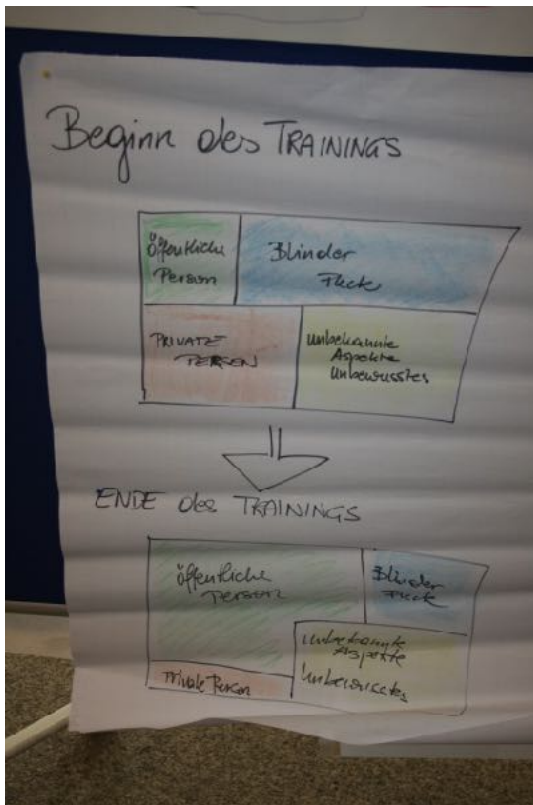 Beginn des TRAININGS
Öffentliche
Person
Blinder
Fleck
PRIVATE
PERSON
Unbekannte
Aspekte
Unbewusstes
ENDE des TRAININGS
öffentliche
PERSON
Blinder
Fleck
Unbekannte
Aspekte
Unbewusstes
Private Person